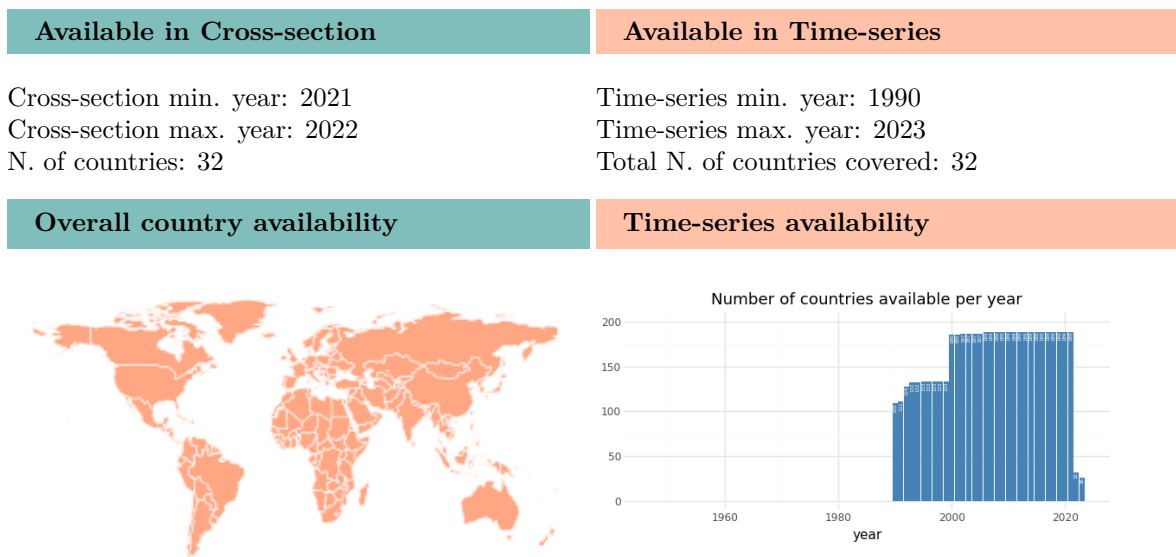 Available in Cross-section
Available in Time-series
Cross-section min. year: 2021
Cross-section max. year: 2022
N. of countries: 32
Time-series min. year: 1990
Time-series max. year: 2023
Total N. of countries covered: 32
Overall country availability
Time-series availability
Number of countries available per year
200
150
100
50
0
1960
1980
2000
2020
year